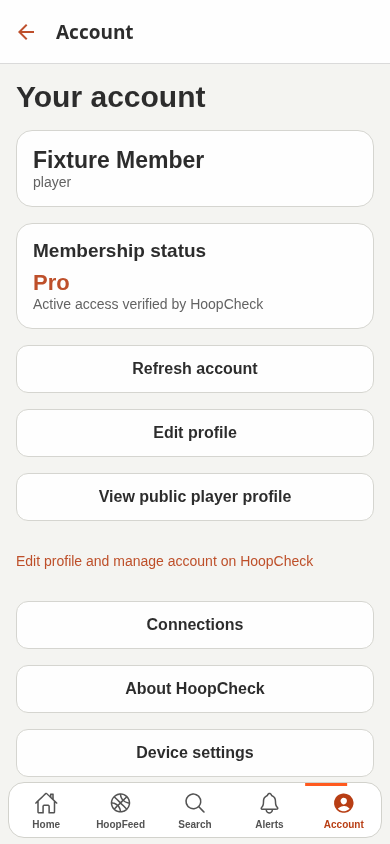 Account
Your account
Fixture Member
player
Membership status
Pro
Active access verified by HoopCheck
Refresh account
Edit profile
View public player profile
Edit profile and manage account on HoopCheck
Connections
About HoopCheck
Device settings
Home HoopFeed Search Alerts Account